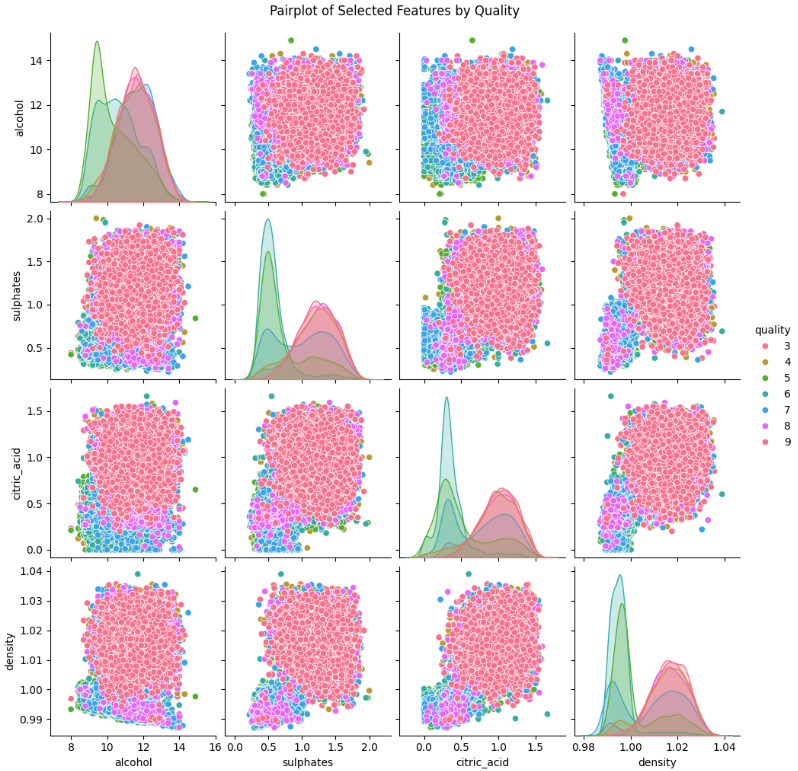 Pairplot of Selected Features by Quality
alcohol
14
12
10
8
sulphates
2.0
1.5
1.0
0.5
quality
3
4
5
6
7
8
9
citric_acid
1.5
1.0
0.5
0.0
density
1.04
1.03
1.02
1.01
1.00
0.99
8 10 12 14 16
0.0 0.5 1.0 1.5 2.0
0.0 0.5 1.0 1.5
0.98 1.00 1.02 1.04
alcohol
sulphates
citric_acid
density